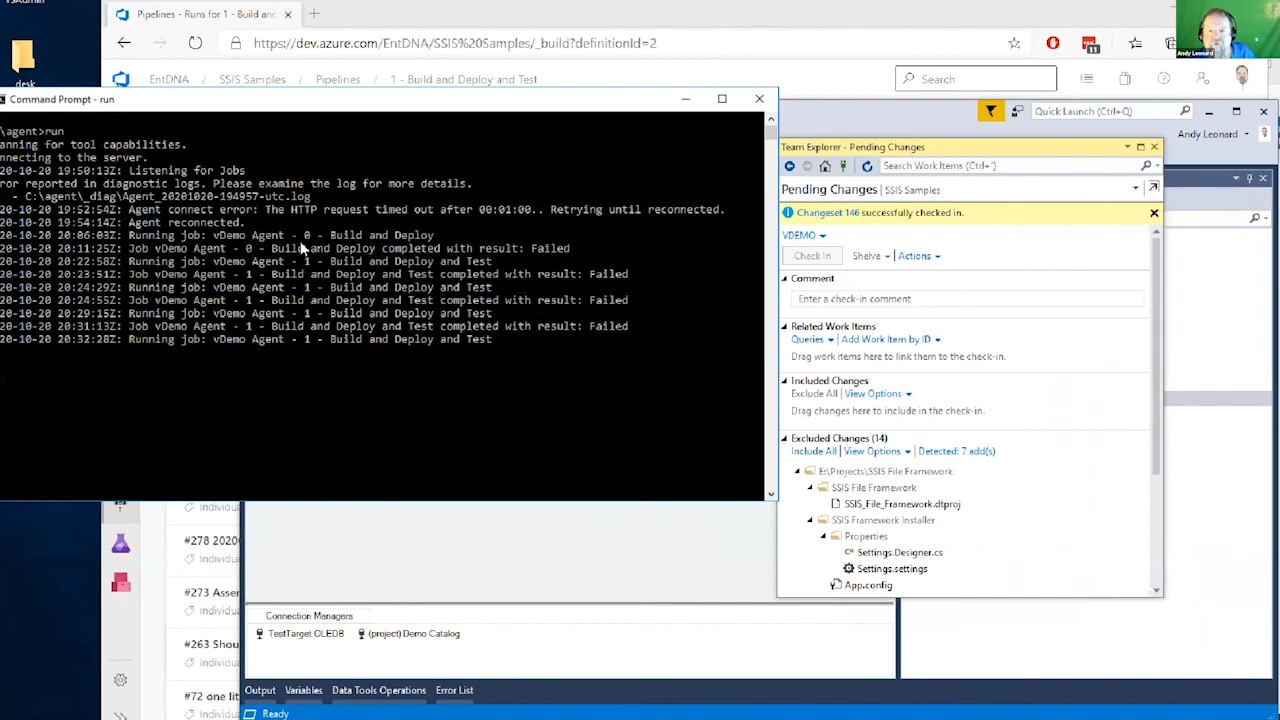 VSAdmin
desk
Pipelines - Runs for 1 - Build and
https://dev.azure.com/EntDNA/SSIS%20Samples/_build?definitionId=2
11
Andy Leonard
EntDNA / SSIS Samples / Pipelines / 1 - Build and Deploy and Test
Search
Command Prompt - run
\agent>run
anning for tool capabilities.
nnecting to the server.
20-10-20 19:50:13Z: Listening for Jobs
ror reported in diagnostic logs. Please examine the log for more details.
- C:\agent\_diag\Agent_20201020-194957-utc.log
20-10-20 19:52:54Z: Agent connect error: The HTTP request timed out after 00:01:00.. Retrying until reconnected.
20-10-20 19:54:14Z: Agent reconnected.
20-10-20 20:06:03Z: Running job: vDemo Agent - 0 - Build and Deploy
20-10-20 20:11:25Z: Job vDemo Agent - 0 - Build and Deploy completed with result: Failed
20-10-20 20:22:58Z: Running job: vDemo Agent - 1 - Build and Deploy and Test
20-10-20 20:23:51Z: Job vDemo Agent - 1 - Build and Deploy and Test completed with result: Failed
20-10-20 20:24:29Z: Running job: vDemo Agent - 1 - Build and Deploy and Test
20-10-20 20:24:55Z: Job vDemo Agent - 1 - Build and Deploy and Test completed with result: Failed
20-10-20 20:29:15Z: Running job: vDemo Agent - 1 - Build and Deploy and Test
20-10-20 20:31:13Z: Job vDemo Agent - 1 - Build and Deploy and Test completed with result: Failed
20-10-20 20:32:28Z: Running job: vDemo Agent - 1 - Build and Deploy and Test
Quick Launch (Ctrl+Q)
Andy Leonard
Team Explorer - Pending Changes
Search Work Items (Ctrl+')
Pending Changes | SSIS Samples
Changeset 146 successfully checked in.
VDEMO
Check In Shelve Actions
Comment
Enter a check-in comment
Related Work Items
Queries Add Work Item by ID
Drag work items here to link them to the check-in.
Included Changes
Exclude All View Options
Drag changes here to include in the check-in.
Excluded Changes (14)
Include All View Options Detected: 7 add(s)
E:\Projects\SSIS File Framework
SSIS File Framework
SSIS_File_Framework.dtproj
SSIS Framework Installer
Properties
Settings.Designer.cs
Settings.settings
App.config
Individua
#278 2020
Individua
#273 Asser
Individua
#263 Shou
Individua
#72 one lit
Connection Managers
TestTarget.OLEDB (project) Demo Catalog
Output Variables Data Tools Operations Error List
Ready